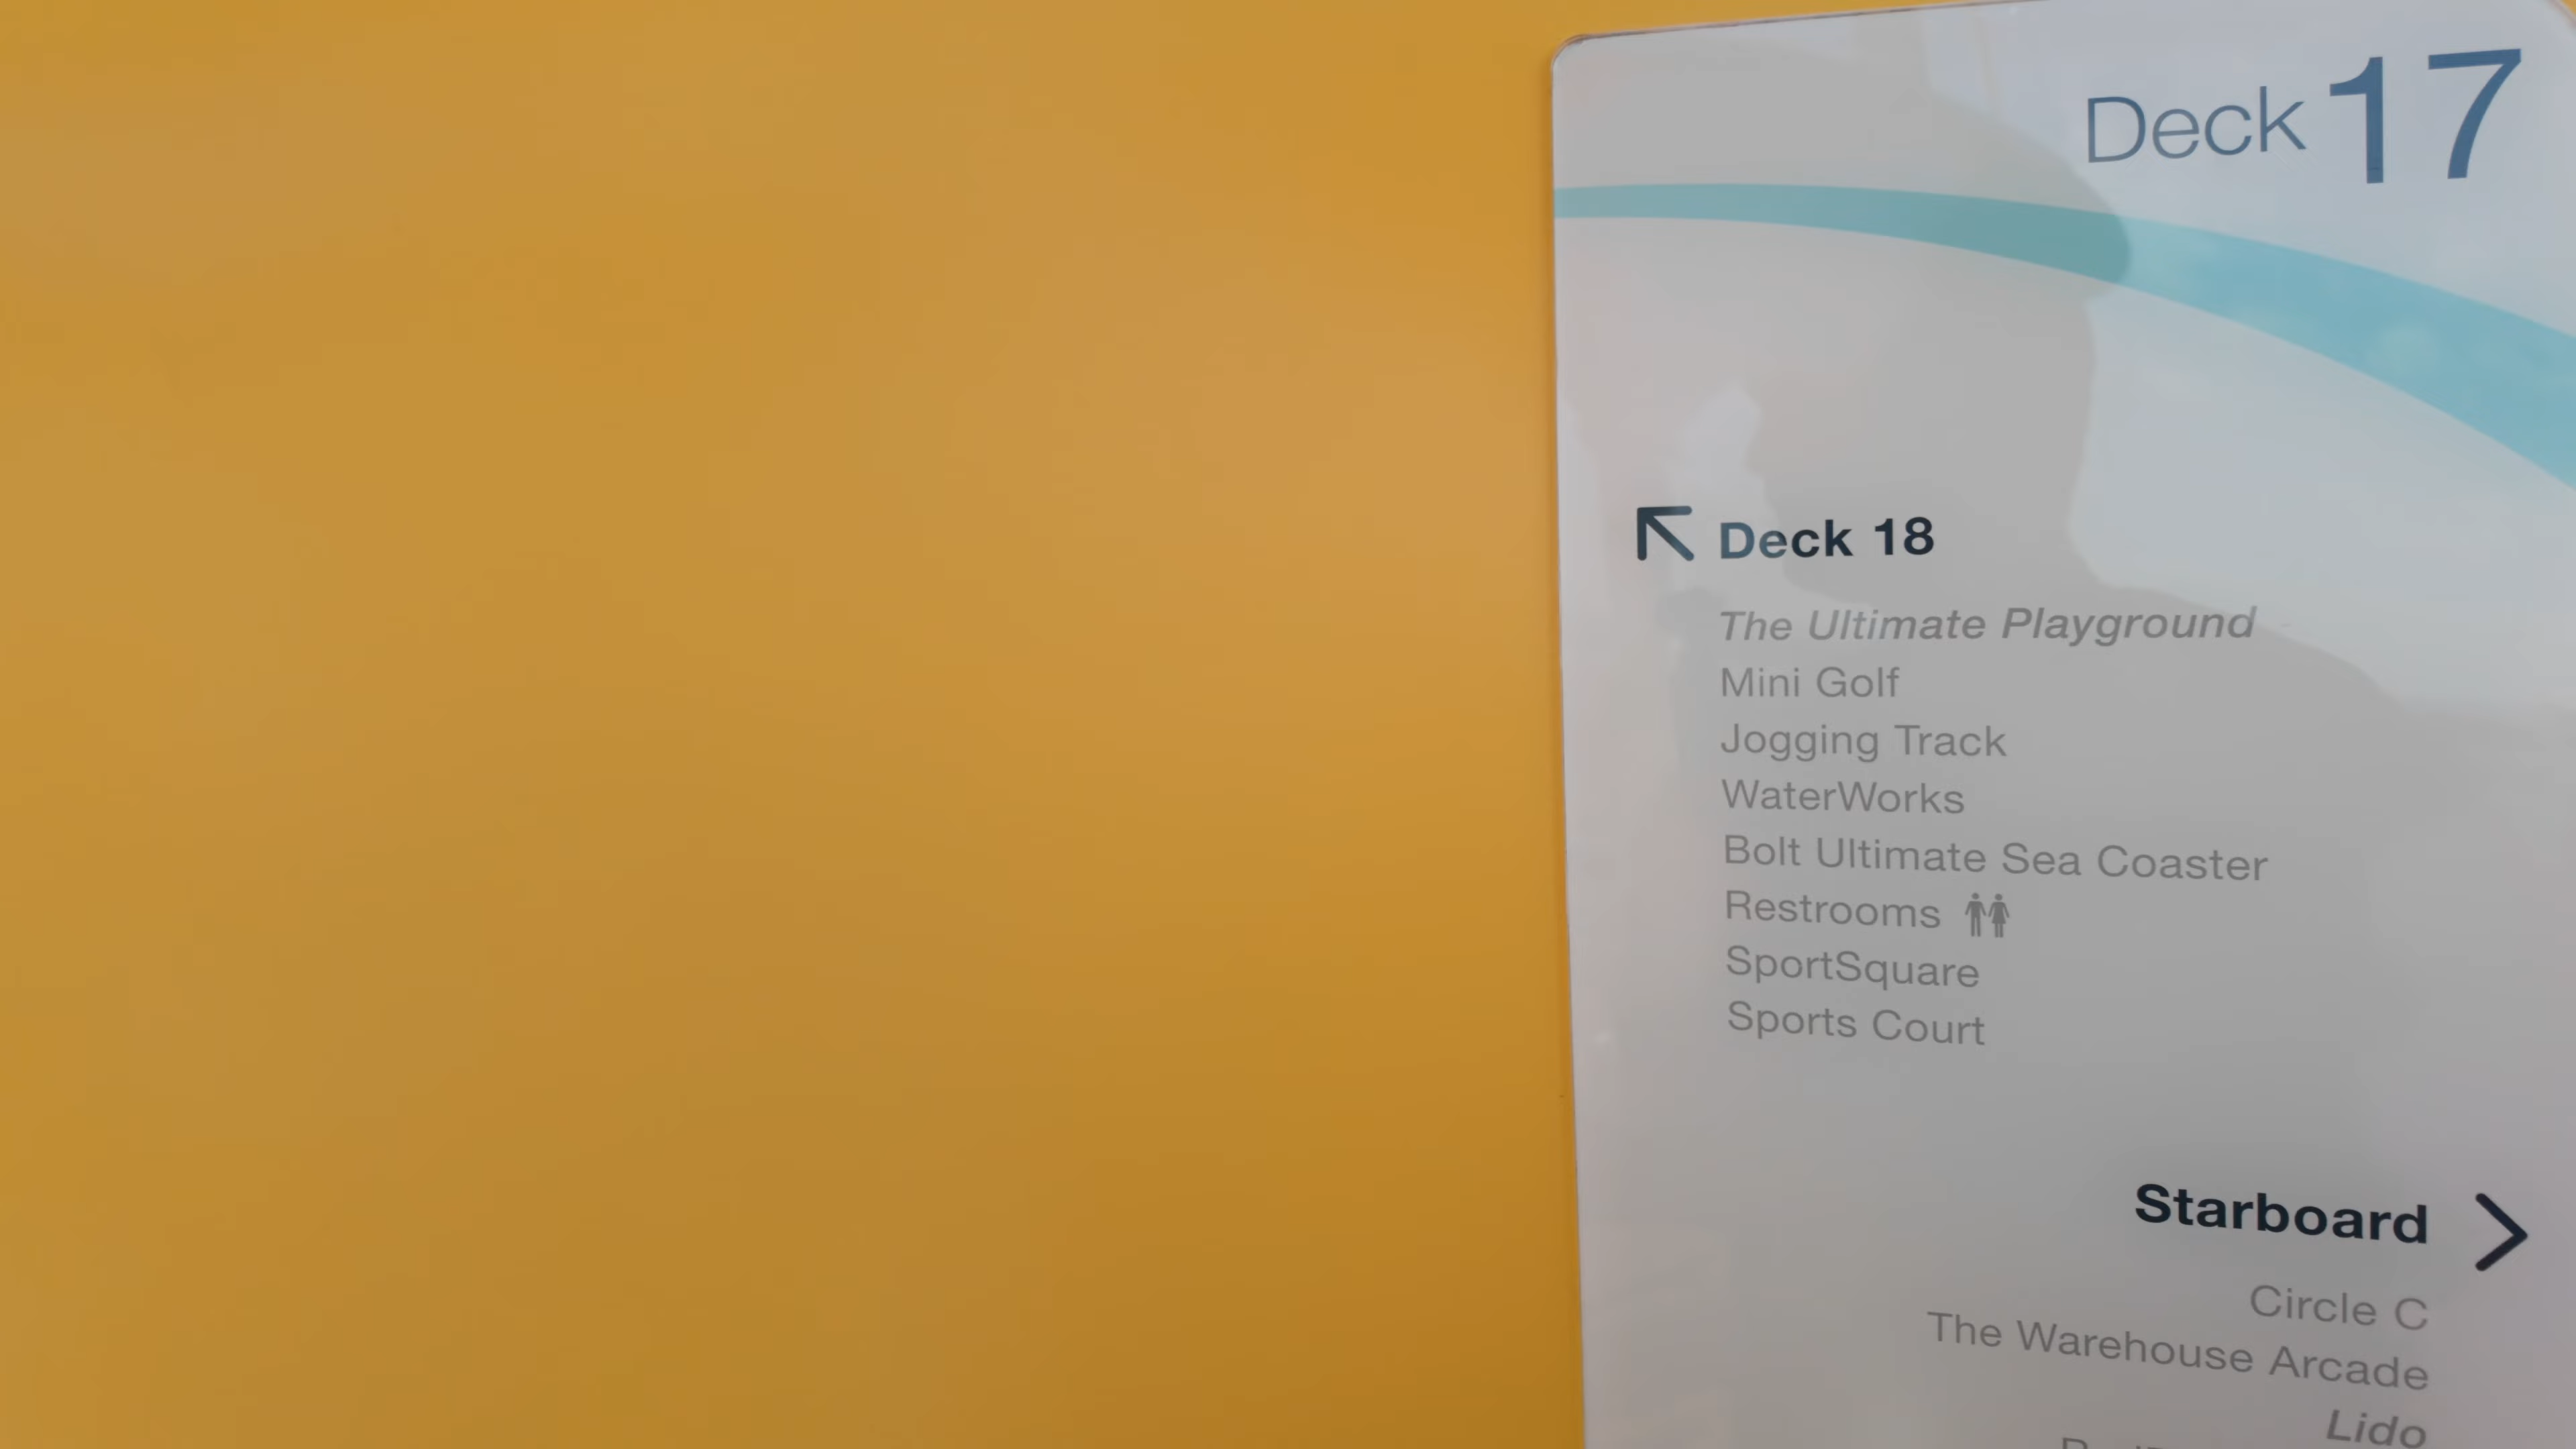 Deck 17
Deck 18
The Ultimate Playground
Mini Golf
Jogging Track
WaterWorks
Bolt Ultimate Sea Coaster
Restrooms
SportSquare
Sports Court
Starboard
Circle C
The Warehouse Arcade
Lido